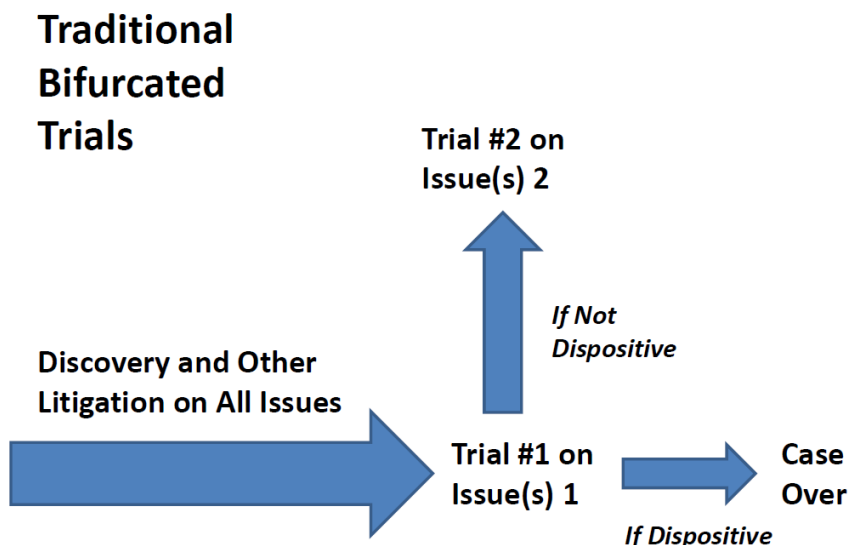 Traditional
Bifurcated
Trials
Trial #2 on
Issue(s) 2
If Not
Dispositive
Discovery and Other
Litigation on All Issues
Trial #1 on
Issue(s) 1
Case
Over
If Dispositive